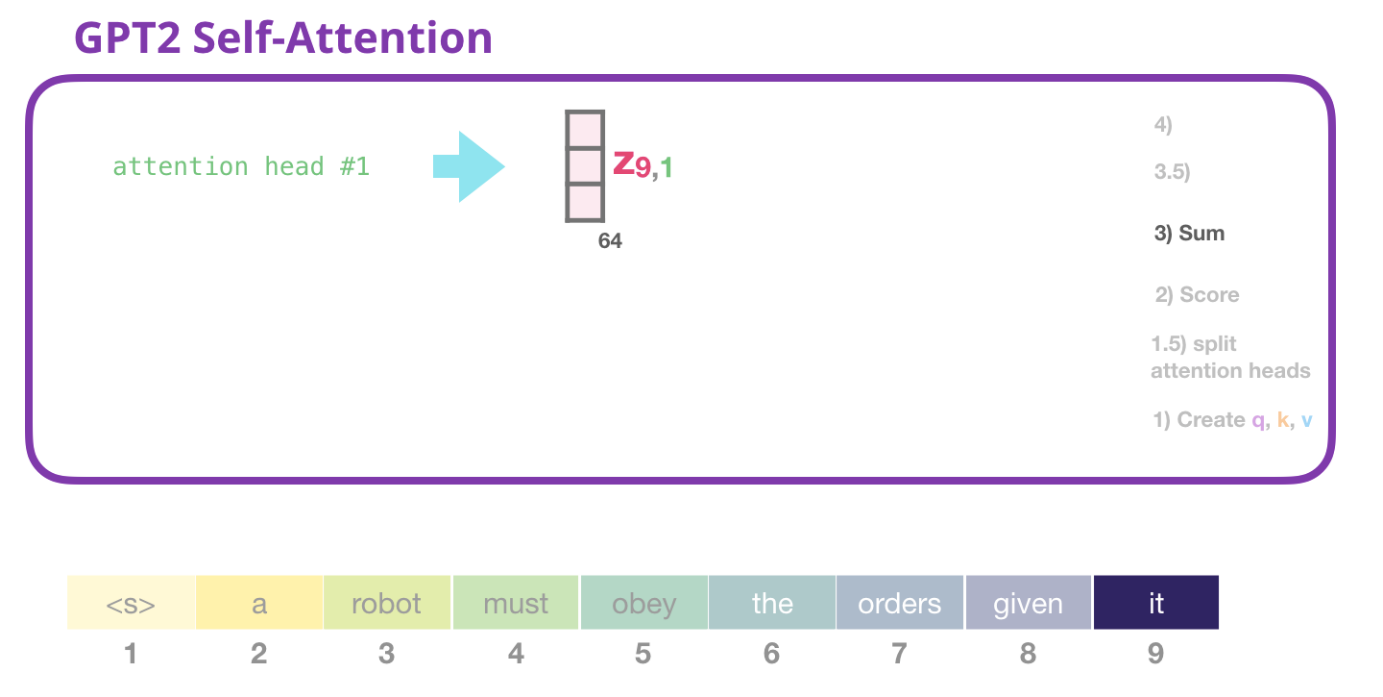 GPT2 Self-Attention
attention head #1
z9,1
64
4)
3.5)
3) Sum
2) Score
1.5) split
attention heads
1) Create q, k, v
<s> a robot must obey the orders given it
1 2 3 4 5 6 7 8 9